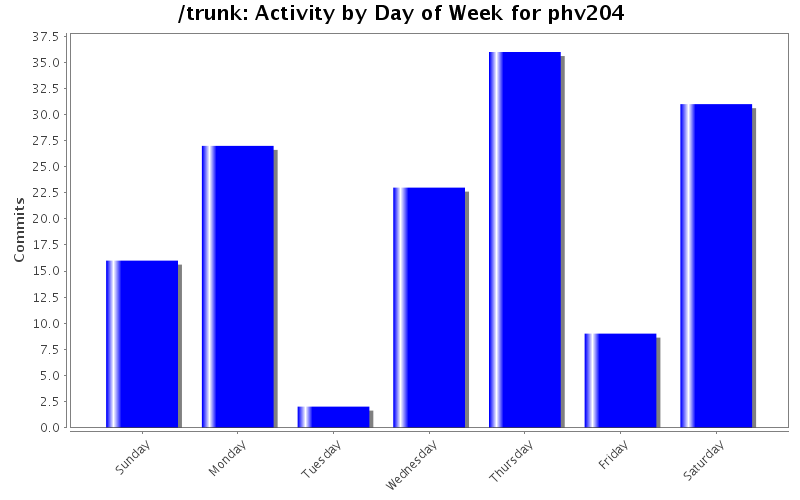 /trunk: Activity by Day of Week for phv204
37.5
35.0
32.5
30.0
27.5
25.0
22.5
20.0
17.5
15.0
12.5
10.0
7.5
5.0
2.5
0.0
Commits
Sunday
Monday
Tuesday
Wednesday
Thursday
Friday
Saturday